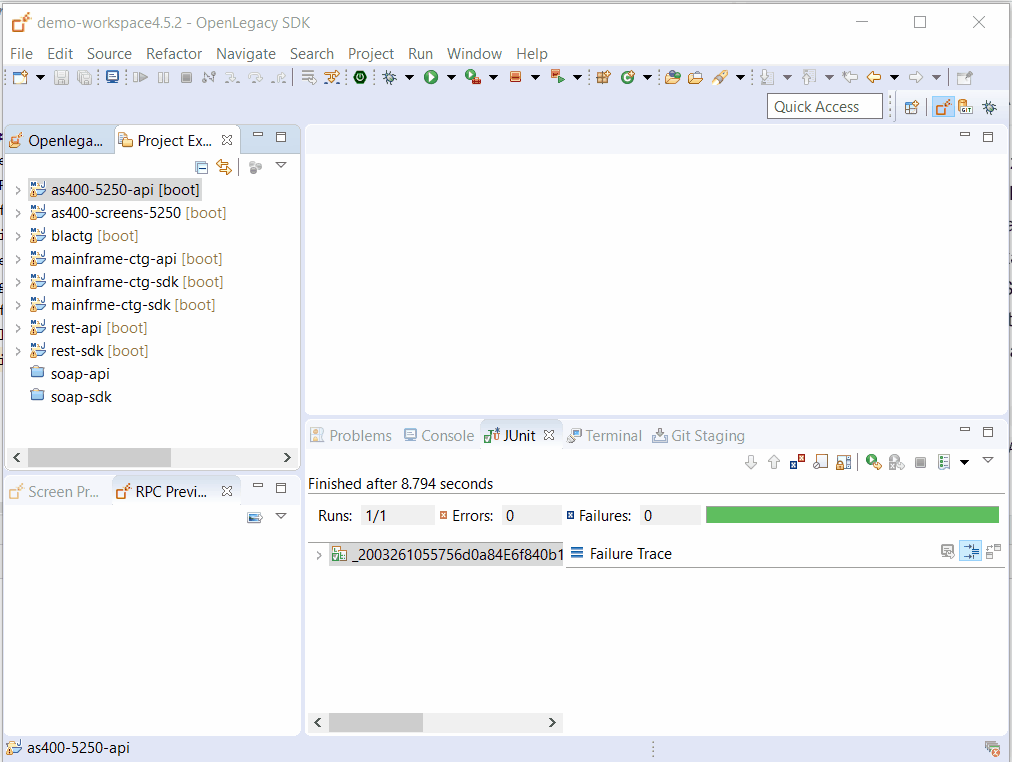 demo-workspace4.5.2 - OpenLegacy SDK
File Edit Source Refactor Navigate Search Project Run Window Help
Quick Access
Openlega... Project Ex...
as400-5250-api [boot]
as400-screens-5250 [boot]
blactg [boot]
mainframe-ctg-api [boot]
mainframe-ctg-sdk [boot]
mainfrme-ctg-sdk [boot]
rest-api [boot]
rest-sdk [boot]
soap-api
soap-sdk
Screen Pr... RPC Previ...
Problems Console JUnit Terminal Git Staging
Finished after 8.794 seconds
Runs: 1/1 Errors: 0 Failures: 0
_2003261055756d0a84E6f840b1 Failure Trace
as400-5250-api